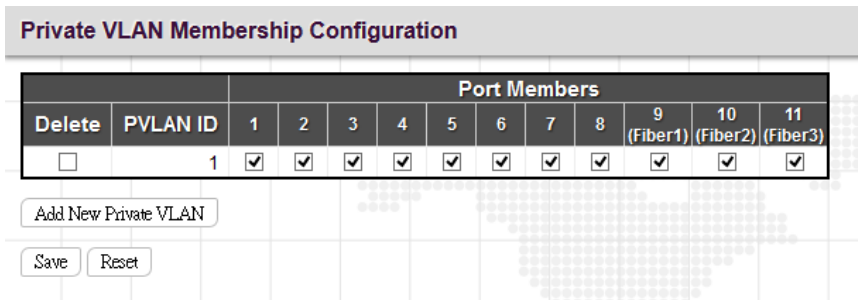 Private VLAN Membership Configuration
Port Members
Delete PVLAN ID 1 2 3 4 5 6 7 8 9 (Fiber1) 10 (Fiber2) 11 (Fiber3)
1
Add New Private VLAN
Save Reset